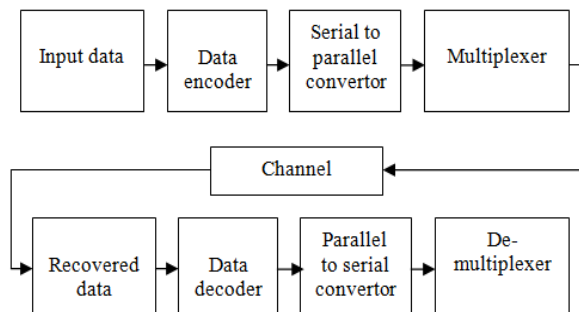 Input data
Data
encoder
Serial to
parallel
convertor
Multiplexer
Channel
Recovered
data
Data
decoder
Parallel
to serial
convertor
De-
multiplexer